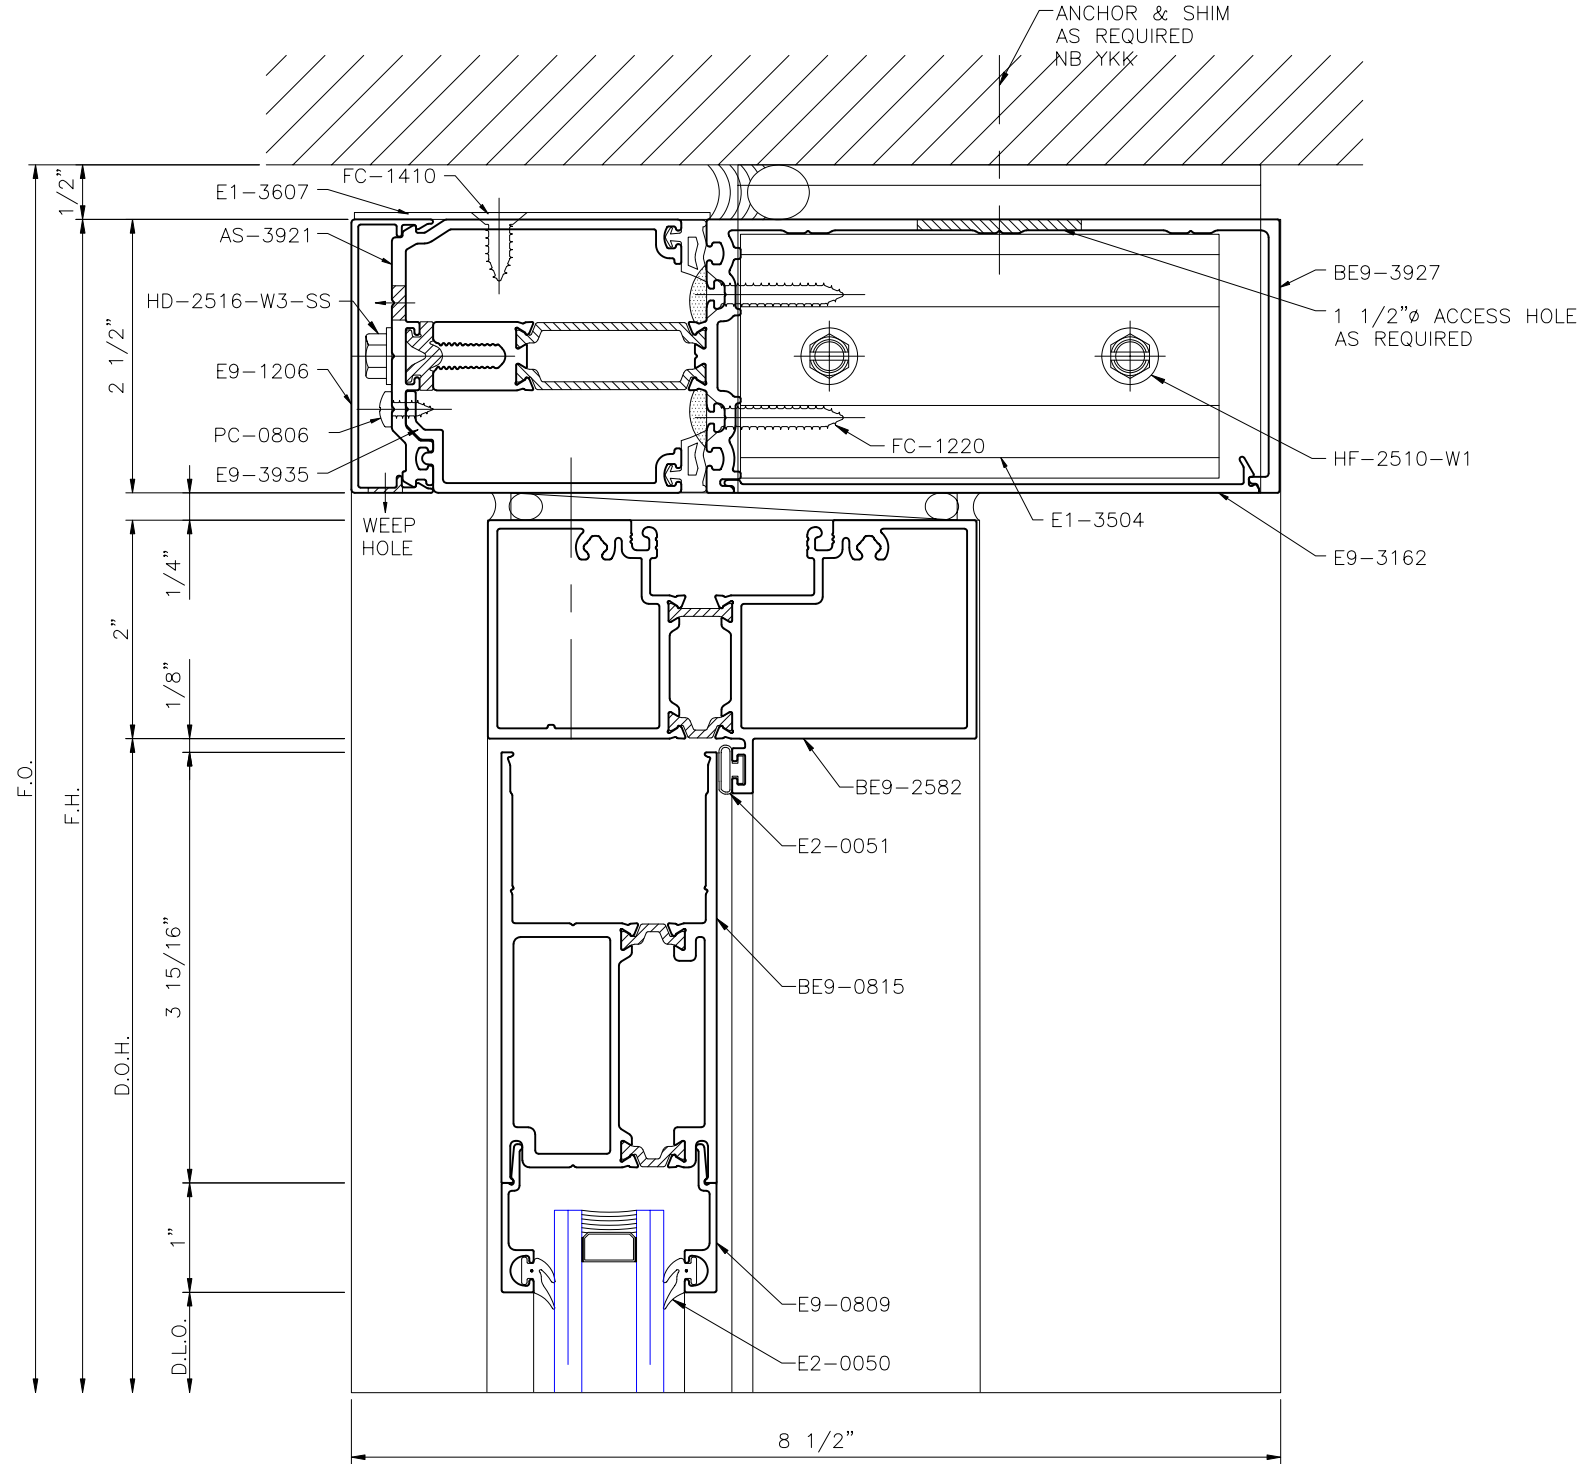 ANCHOR & SHIM
AS REQUIRED
NB YKK
1/2"
FC-1410
E1-3607
AS-3921
HD-2516-W3-SS
2 1/2"
E9-1206
PC-0806
E9-3935
WEEP
HOLE
BE9-3927
1 1/2"ø ACCESS HOLE
AS REQUIRED
FC-1220
HF-2510-W1
E1-3504
E9-3162
1/4"
2"
1/8"
BE9-2582
F.O.
F.H.
E2-0051
3 15/16"
BE9-0815
D.O.H.
1"
E9-0809
D.L.O.
E2-0050
8 1/2"